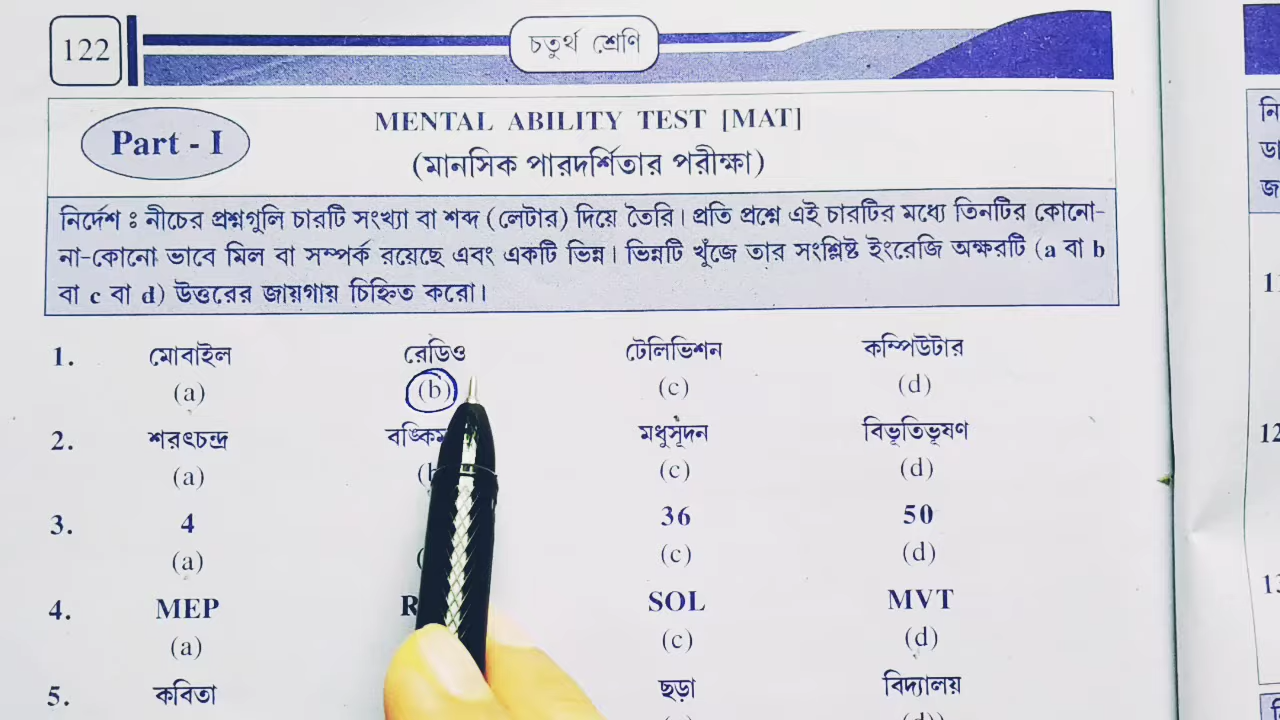 122 চতুর্থ শ্রেণি
Part - I
MENTAL ABILITY TEST [MAT]
(মানসিক পারদর্শিতার পরীক্ষা)
নির্দেশ ঃ নীচের প্রশ্নগুলি চারটি সংখ্যা বা শব্দ (লেটার) দিয়ে তৈরি। প্রতি প্রশ্নে এই চারটির মধ্যে তিনটির কোনো-
না-কোনো ভাবে মিল বা সম্পর্ক রয়েছে এবং একটি ভিন্ন। ভিন্নটি খুঁজে তার সংশ্লিষ্ট ইংরেজি অক্ষরটি (a বা b
বা c বা d) উত্তরের জায়গায় চিহ্নিত করো।
1. মোবাইল রেডিও টেলিভিশন কম্পিউটার
(a) (b) (c) (d)
2. শরৎচন্দ্র মধুসূদন বিভূতিভূষণ
(a) (c) (d)
3. 4 36 50
(a) (c) (d)
4. MEP SOL MVT
(a) (c) (d)
5. কবিতা ছড়া বিদ্যালয়